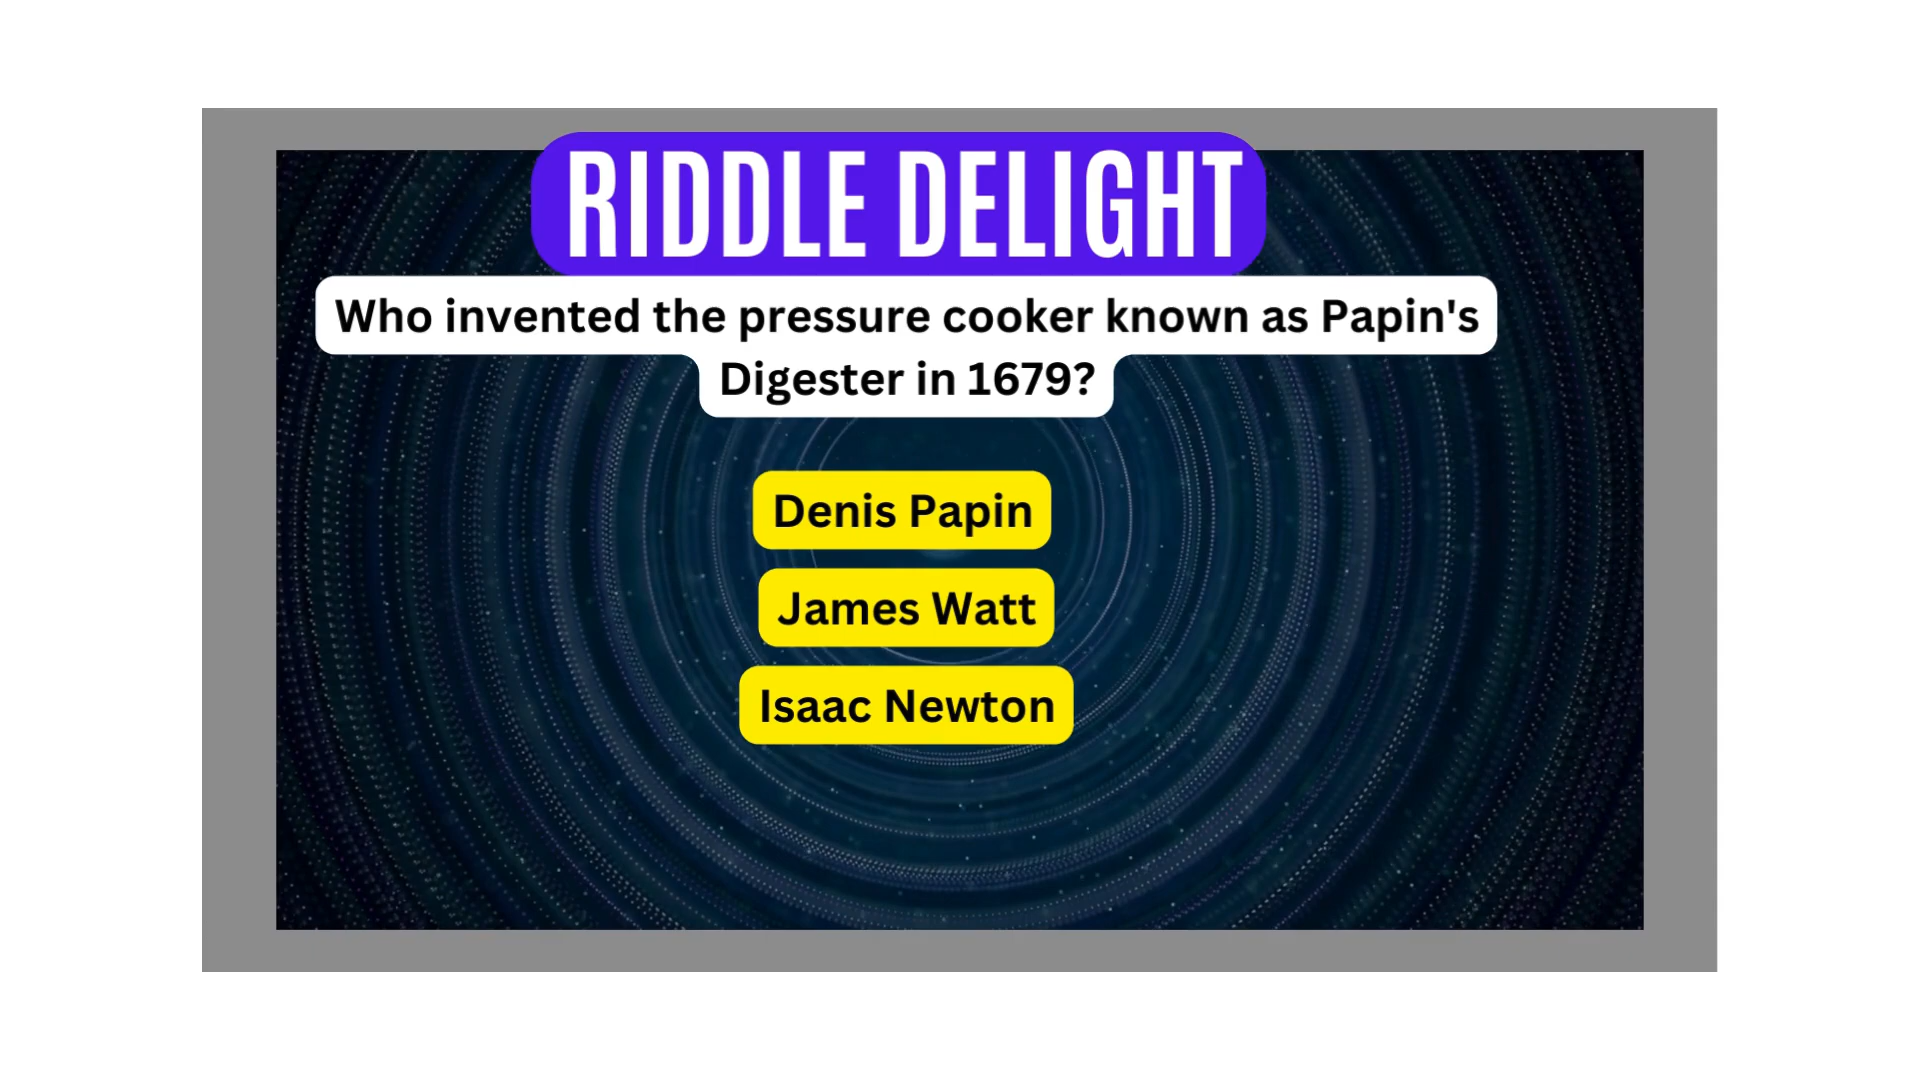 RIDDLE DELIGHT
Who invented the pressure cooker known as Papin's
Digester in 1679?
Denis Papin
James Watt
Isaac Newton